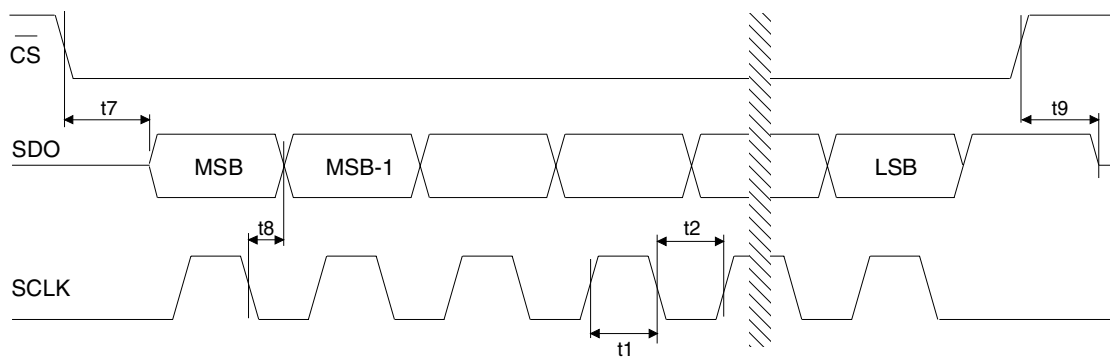 CS
t7
t9
SDO
MSB
MSB-1
LSB
t8
t2
SCLK
t1